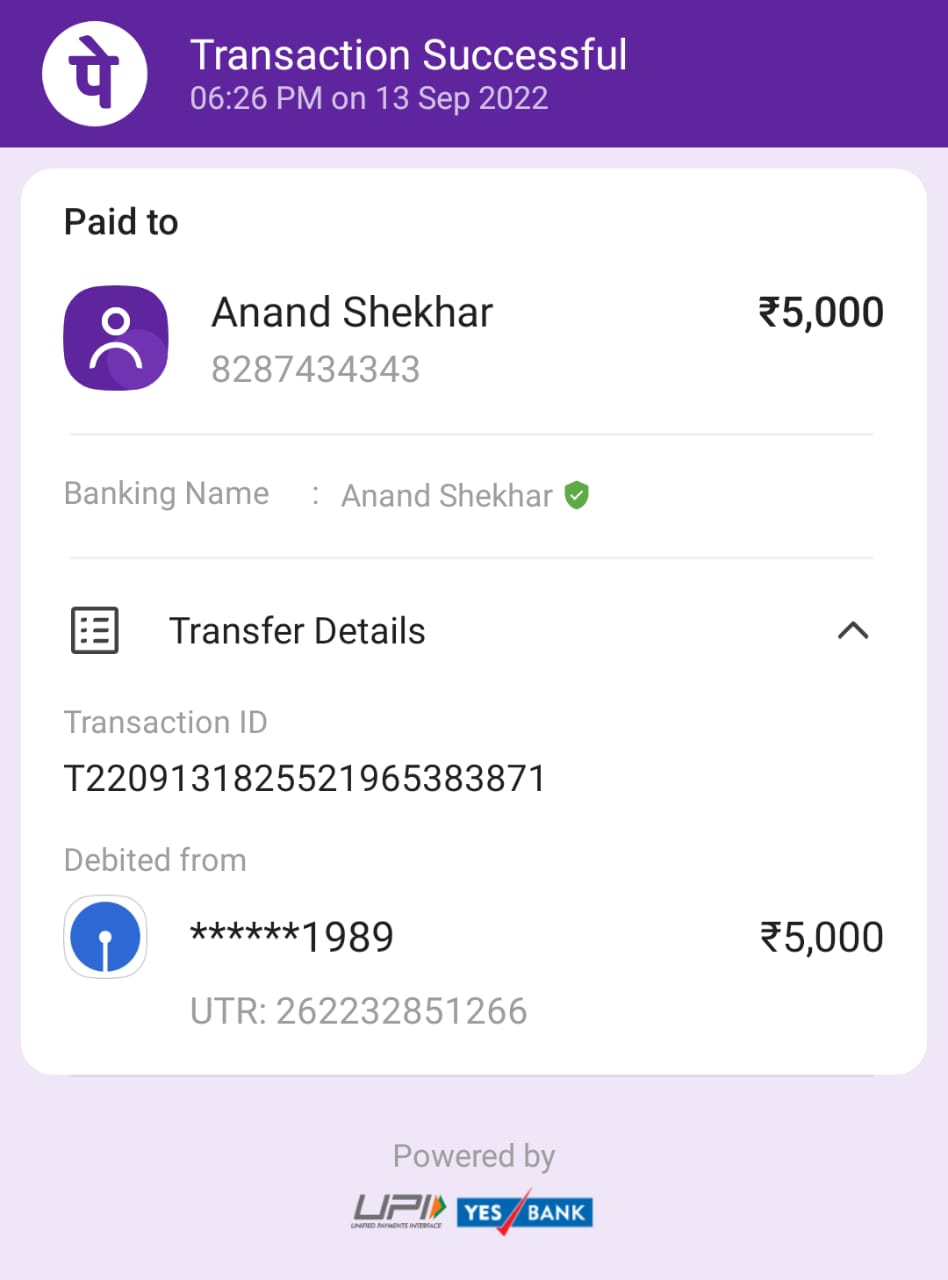 पे
Transaction Successful
06:26 PM on 13 Sep 2022
Paid to
Anand Shekhar ₹5,000
8287434343
Banking Name : Anand Shekhar
Transfer Details
Transaction ID
T2209131825521965383871
Debited from
******1989 ₹5,000
UTR: 262232851266
Powered by
UPI YES BANK
UNIFIED PAYMENTS INTERFACE